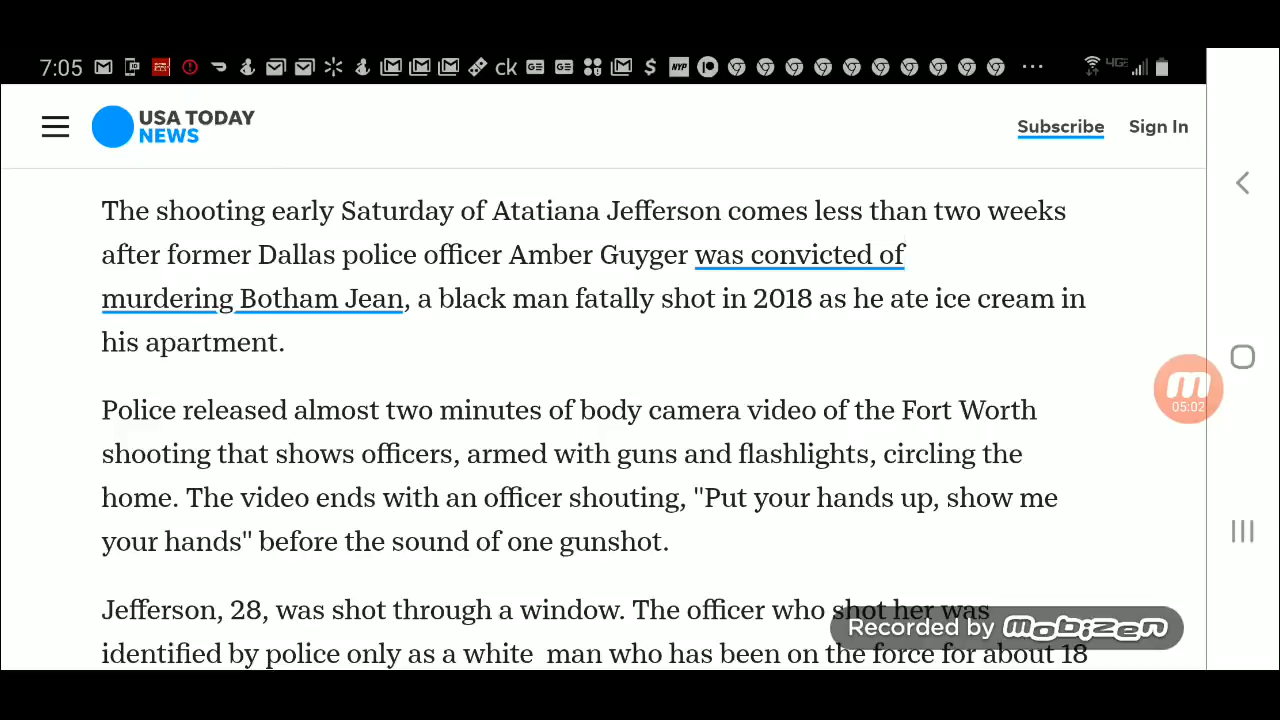 7:05
ck
$
NYP
4GE
USA TODAY
NEWS
Subscribe
Sign In
The shooting early Saturday of Atatiana Jefferson comes less than two weeks
after former Dallas police officer Amber Guyger was convicted of
murdering Botham Jean, a black man fatally shot in 2018 as he ate ice cream in
his apartment.
Police released almost two minutes of body camera video of the Fort Worth
shooting that shows officers, armed with guns and flashlights, circling the
home. The video ends with an officer shouting, "Put your hands up, show me
your hands" before the sound of one gunshot.
Jefferson, 28, was shot through a window. The officer who shot her was
identified by police only as a white man who has been on the force for about 18
05:02
Recorded by mobizen